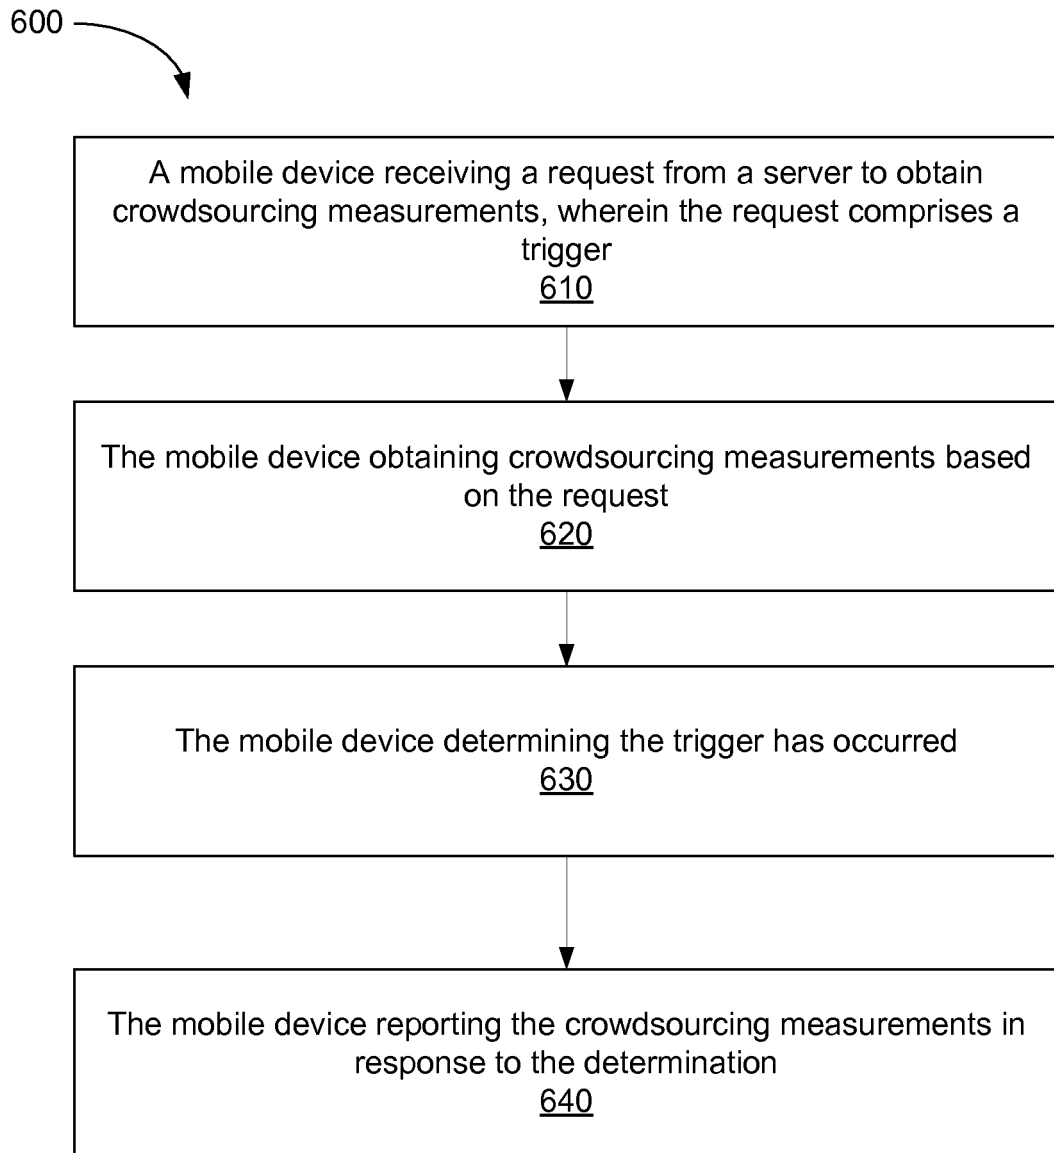 600
A mobile device receiving a request from a server to obtain
crowdsourcing measurements, wherein the request comprises a
trigger
610
The mobile device obtaining crowdsourcing measurements based
on the request
620
The mobile device determining the trigger has occurred
630
The mobile device reporting the crowdsourcing measurements in
response to the determination
640